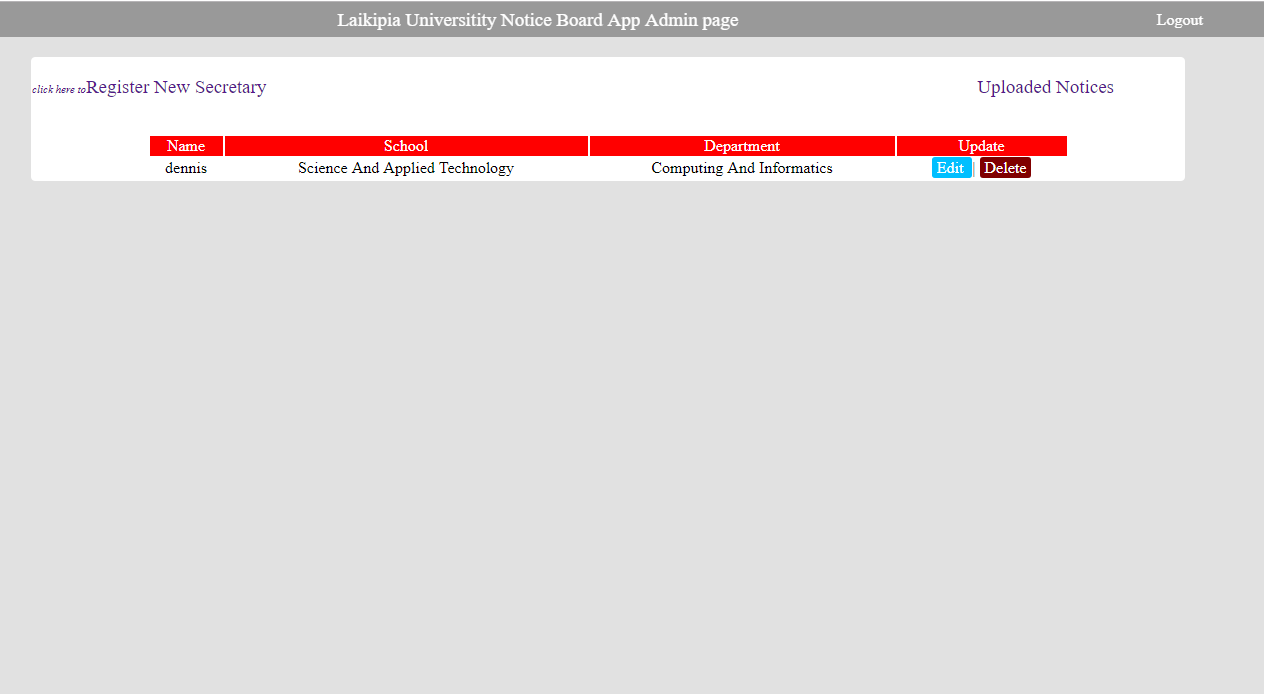 Laikipia Universitity Notice Board App Admin page Logout
click here toRegister New Secretary Uploaded Notices
Name School Department Update
dennis Science And Applied Technology Computing And Informatics Edit | Delete